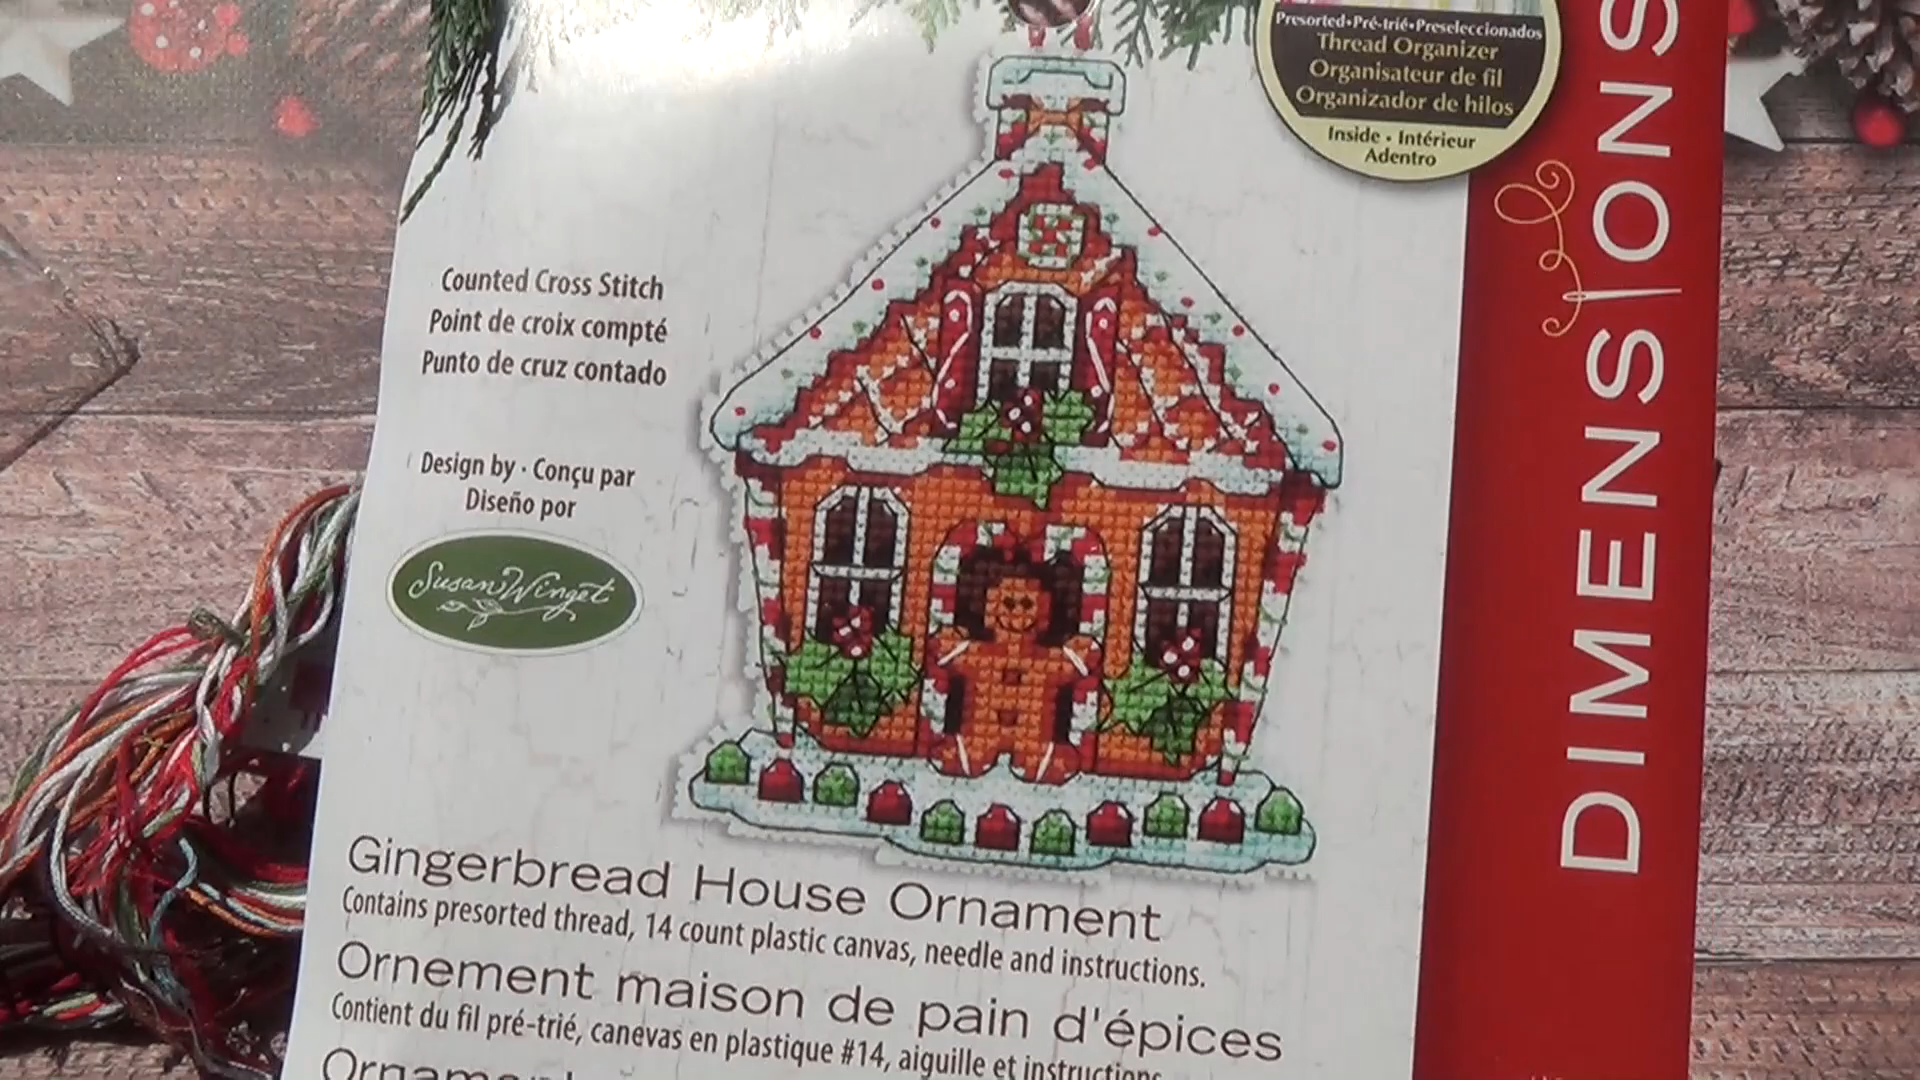 Presorted•Pré-trié•Preseleccionados
Thread Organizer
Organisateur de fil
Organizador de hilos
Inside • Intérieur
Adentro
DIMENSIONS
Counted Cross Stitch
Point de croix compté
Punto de cruz contado
Design by · Conçu par
Diseño por
Susan Winget
Gingerbread House Ornament
Contains presorted thread, 14 count plastic canvas, needle and instructions.
Ornement maison de pain d'épices
Contient du fil pré-trié, canevas en plastique #14, aiguille et instructions.